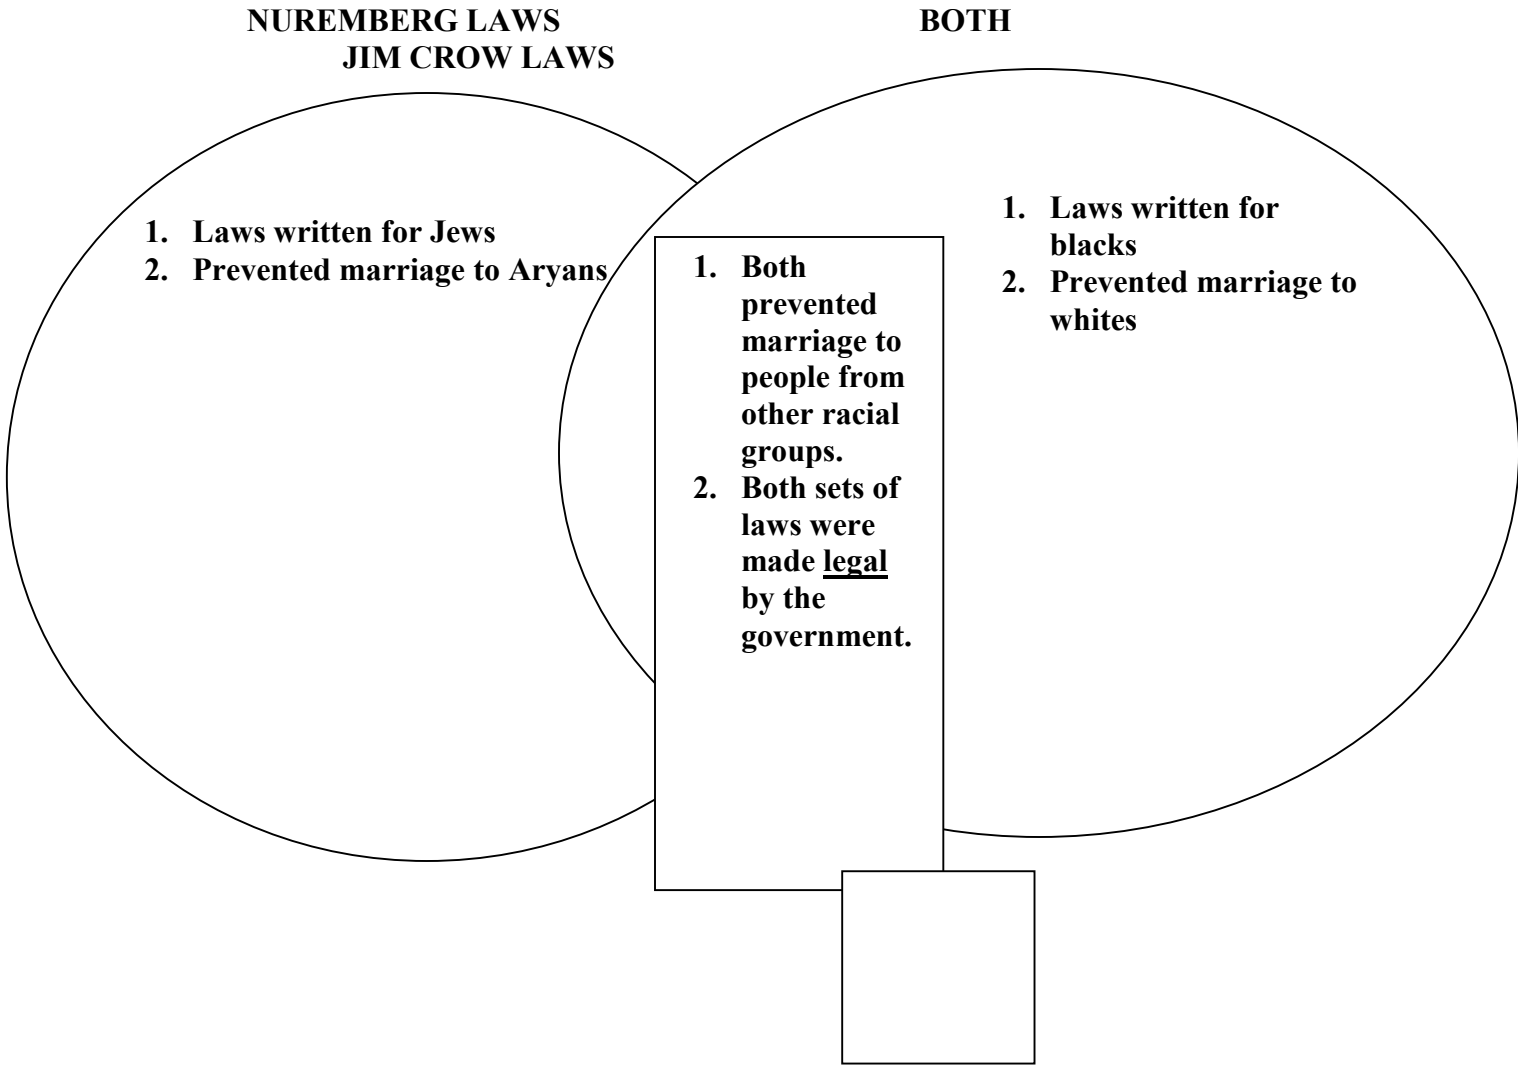 NUREMBERG LAWS BOTH
JIM CROW LAWS
1. Laws written for Jews
2. Prevented marriage to Aryans
1. Both
prevented
marriage to
people from
other racial
groups.
2. Both sets of
laws were
made legal
by the
government.
1. Laws written for
blacks
2. Prevented marriage to
whites